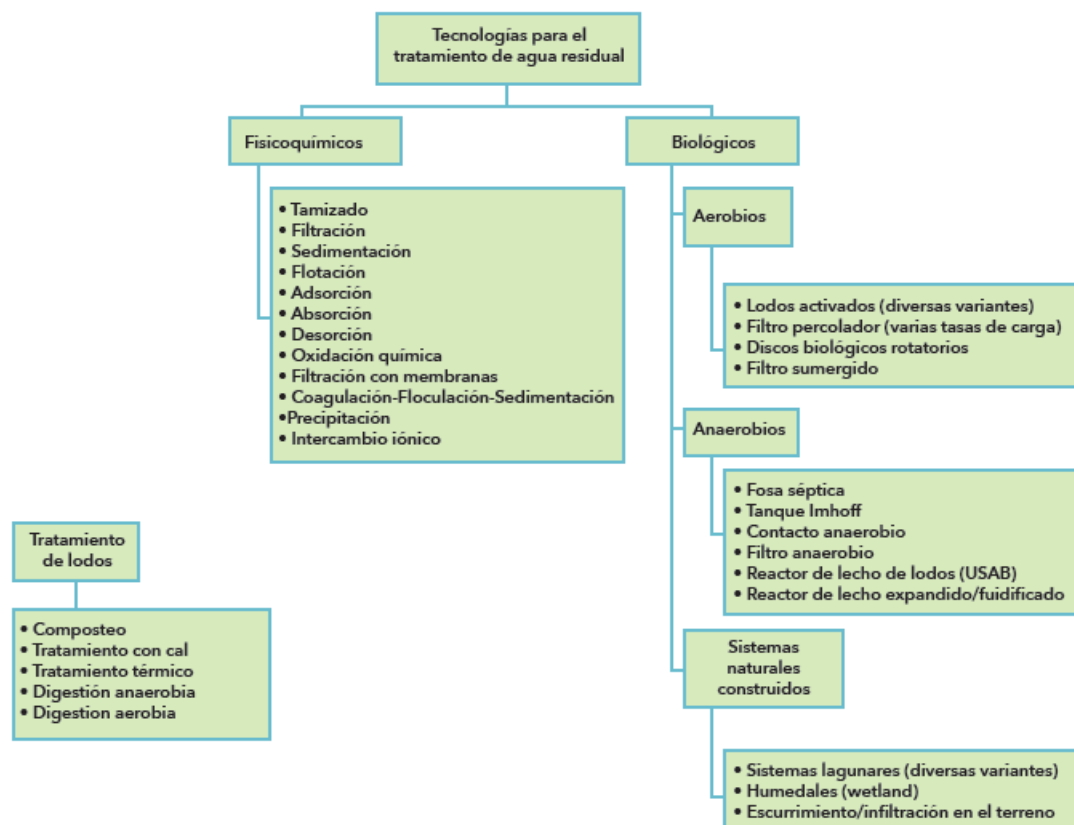 Tecnologías para el
tratamiento de agua residual
Fisicoquímicos
• Tamizado
• Filtración
• Sedimentación
• Flotación
• Adsorción
• Absorción
• Desorción
• Oxidación química
• Filtración con membranas
• Coagulación-Floculación-Sedimentación
•Precipitación
• Intercambio iónico
Biológicos
Aerobios
• Lodos activados (diversas variantes)
• Filtro percolador (varias tasas de carga)
• Discos biológicos rotatorios
• Filtro sumergido
Anaerobios
• Fosa séptica
• Tanque Imhoff
• Contacto anaerobio
• Filtro anaerobio
• Reactor de lecho de lodos (USAB)
• Reactor de lecho expandido/fuidificado
Sistemas
naturales
construidos
• Sistemas lagunares (diversas variantes)
• Humedales (wetland)
• Escurrimiento/infiltración en el terreno
Tratamiento
de lodos
• Composteo
• Tratamiento con cal
• Tratamiento térmico
• Digestión anaerobia
• Digestion aerobia